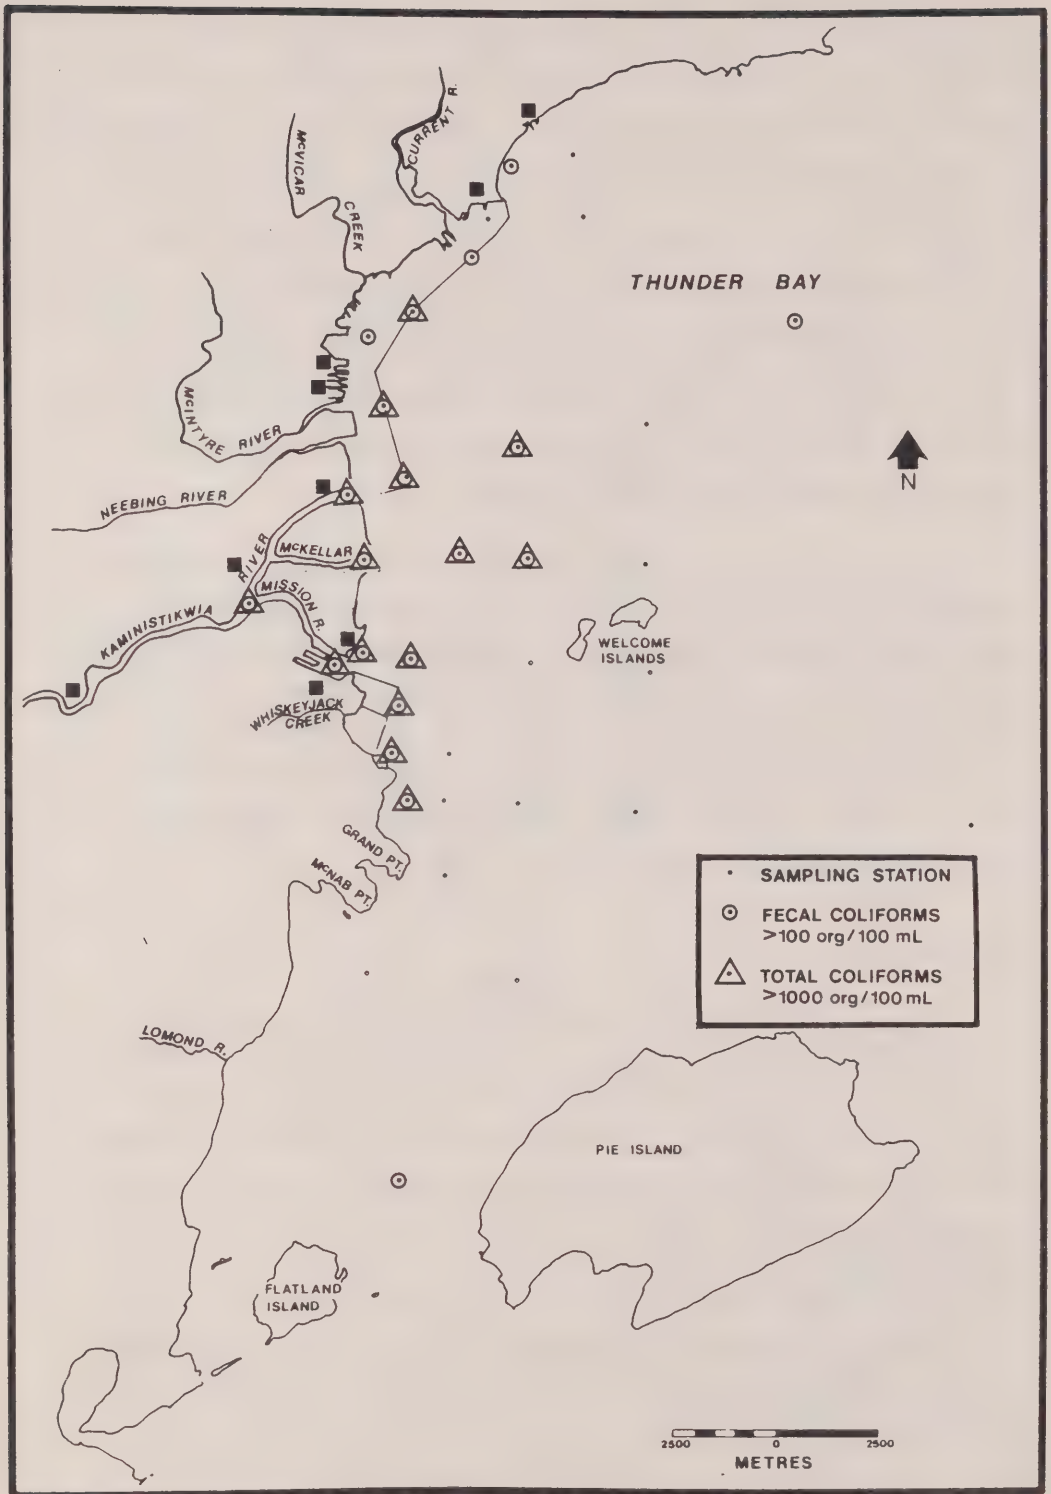 CURRENT R.
McVICAR
CREEK
THUNDER BAY
McINTYRE RIVER
N
NEEBING RIVER
RIVER
McKELLAR
MISSION R.
KAMINISTIKWIA
WELCOME
ISLANDS
WHISKEYJACK
CREEK
GRAND PT.
McNAB PT.
SAMPLING STATION
FECAL COLIFORMS
>100 org/100 mL
TOTAL COLIFORMS
>1000 org/100 mL
LOMOND R.
PIE ISLAND
FLATLAND
ISLAND
2500 0 2500
METRES